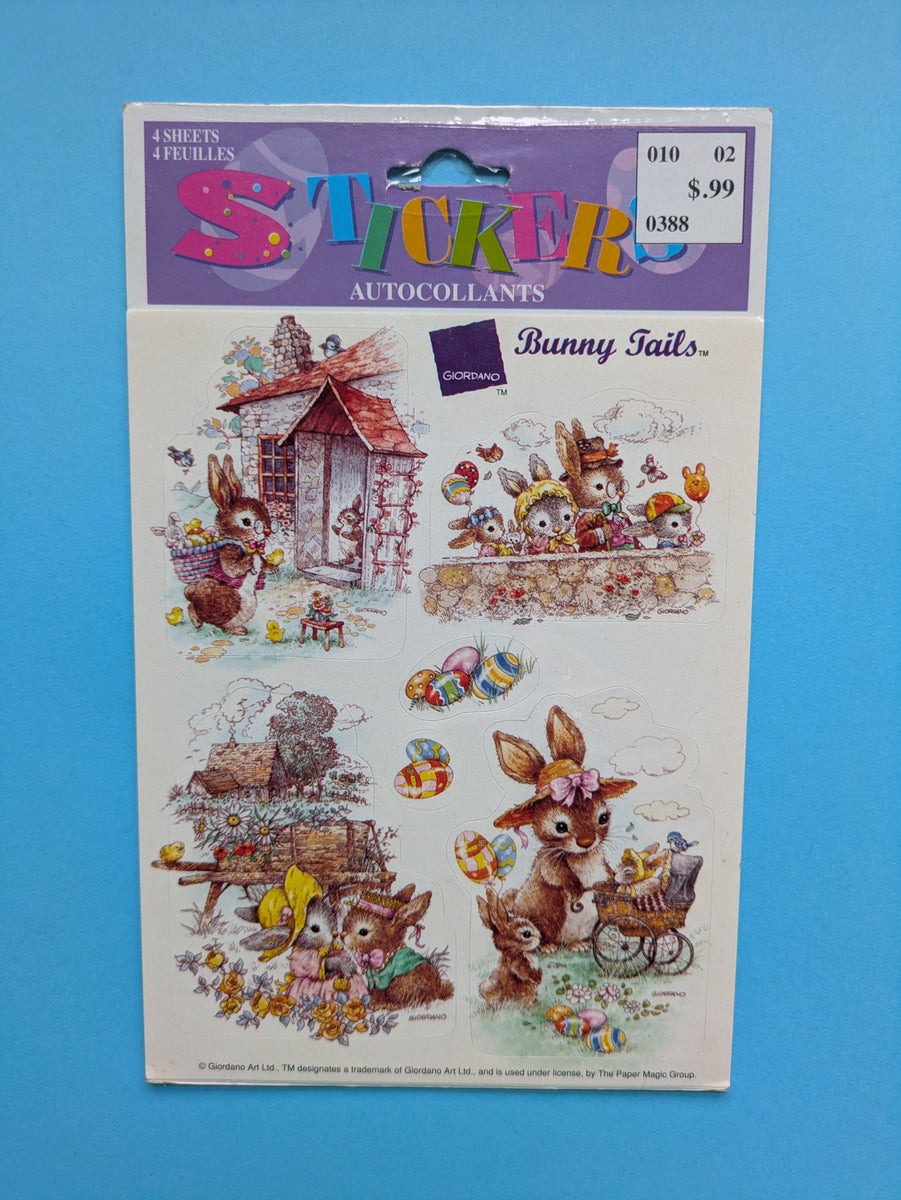 4 SHEETS
4 FEUILLES
STICKERS
AUTOCOLLANTS
010 02
$.99
0388
GIORDANO
TM
Bunny Tails™
GIORDANO
GIORDANO
GIORDANO
GIORDANO
© Giordano Art Ltd., TM designates a trademark of Giordano Art Ltd., and is used under license, by The Paper Magic Group.